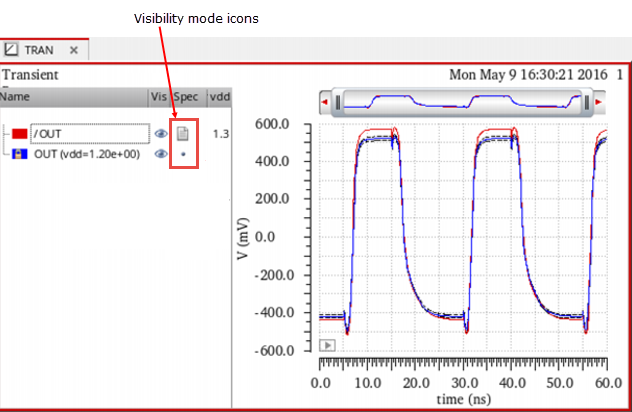 Visibility mode icons
TRAN
Transient
Mon May 9 16:30:21 2016 1
Name Vis Spec vdd
/OUT 1.3
OUT (vdd=1.20e+00)
600.0
400.0
200.0
0.0
-200.0
-400.0
-600.0
V (mV)
0.0 10.0 20.0 30.0 40.0 50.0 60.0
time (ns)